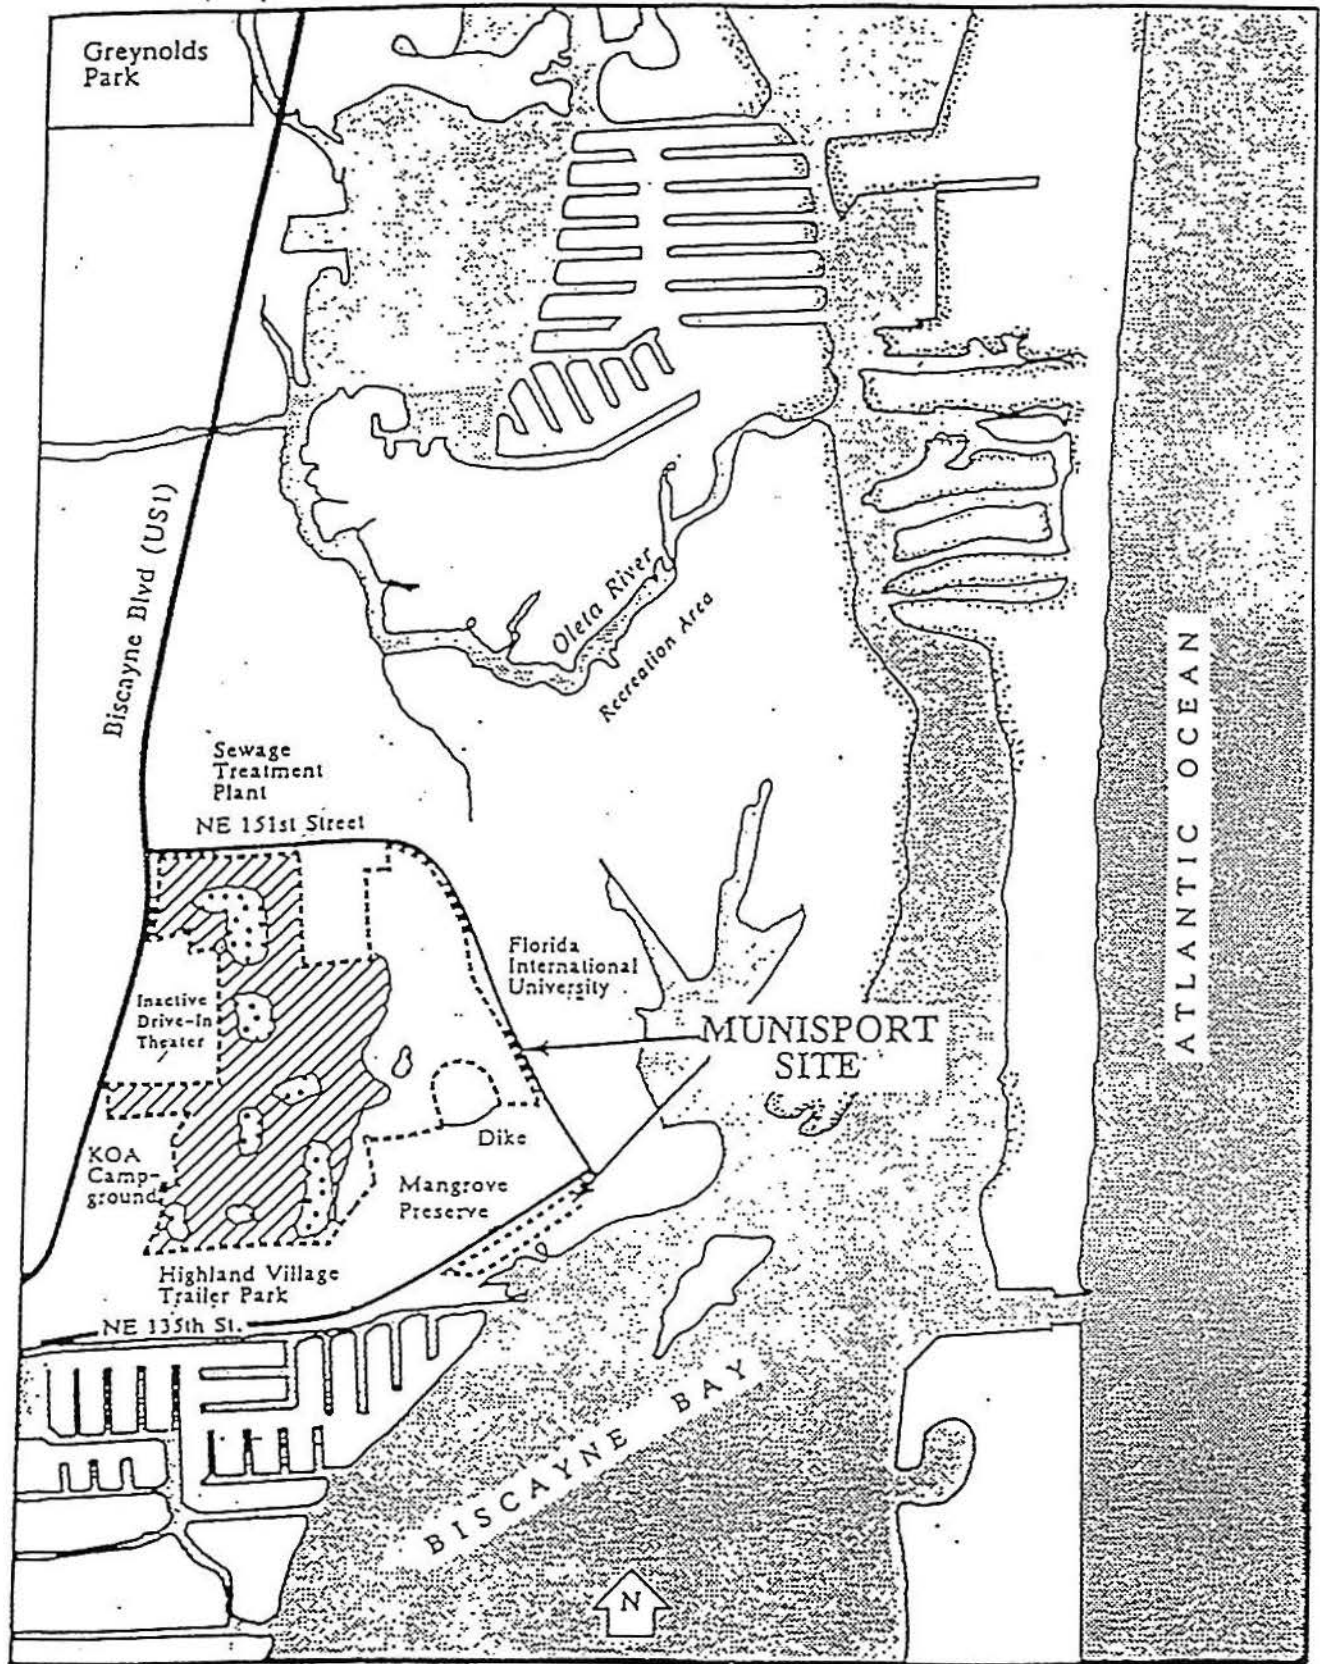 Greynolds
Park
Biscayne Blvd (US1)
Oleta River
Recreation Area
ATLANTIC OCEAN
Sewage
Treatment
Plant
NE 151st Street
Florida
International
University
Inactive
Drive-In
Theater
MUNISPORT
SITE
Dike
KOA
Camp-
ground
Mangrove
Preserve
Highland Village
Trailer Park
NE 135th St.
BISCAYNE BAY
N